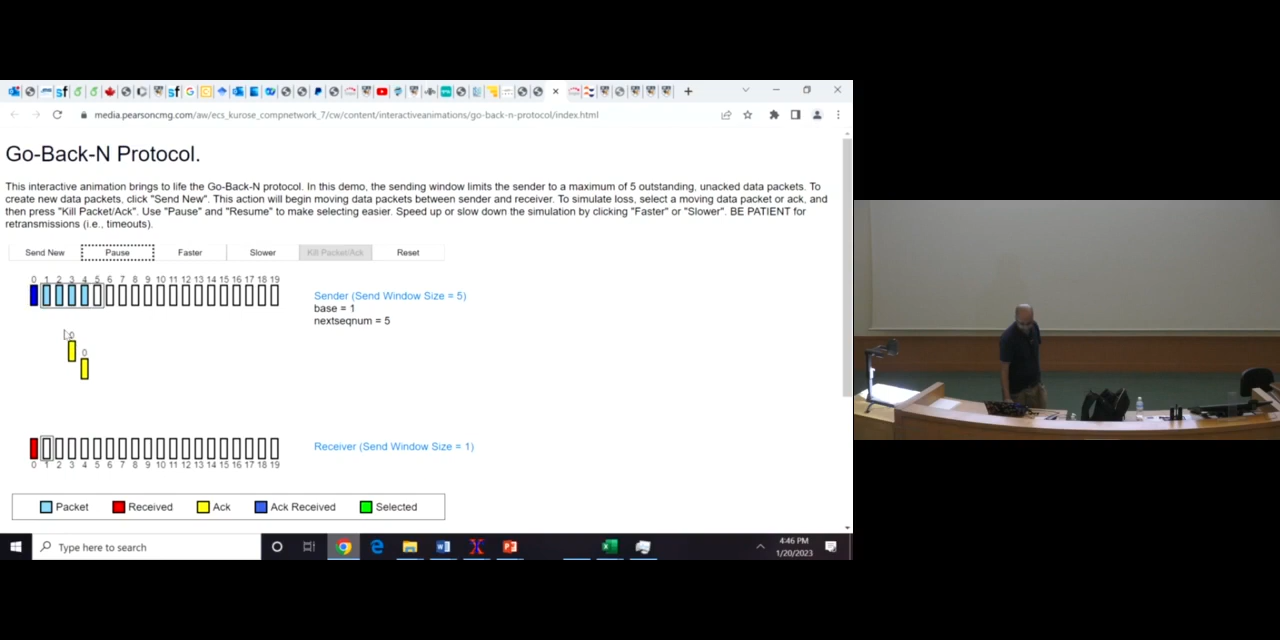 media.pearsoncmg.com/aw/ecs_kurose_compnetwork_7/cw/content/interactiveanimations/go-back-n-protocol/index.html
Go-Back-N Protocol.
This interactive animation brings to life the Go-Back-N protocol. In this demo, the sending window limits the sender to a maximum of 5 outstanding, unacked data packets. To
create new data packets, click "Send New". This action will begin moving data packets between sender and receiver. To simulate loss, select a moving data packet or ack, and
then press "Kill Packet/Ack". Use "Pause" and "Resume" to make selecting easier. Speed up or slow down the simulation by clicking "Faster" or "Slower". BE PATIENT for
retransmissions (i.e., timeouts).
Send New Pause Faster Slower Kill Packet/Ack Reset
0 1 2 3 4 5 6 7 8 9 10 11 12 13 14 15 16 17 18 19
Sender (Send Window Size = 5)
base = 1
nextseqnum = 5
0
0
Receiver (Send Window Size = 1)
0 1 2 3 4 5 6 7 8 9 10 11 12 13 14 15 16 17 18 19
Packet Received Ack Ack Received Selected
Type here to search
4:46 PM
1/20/2023